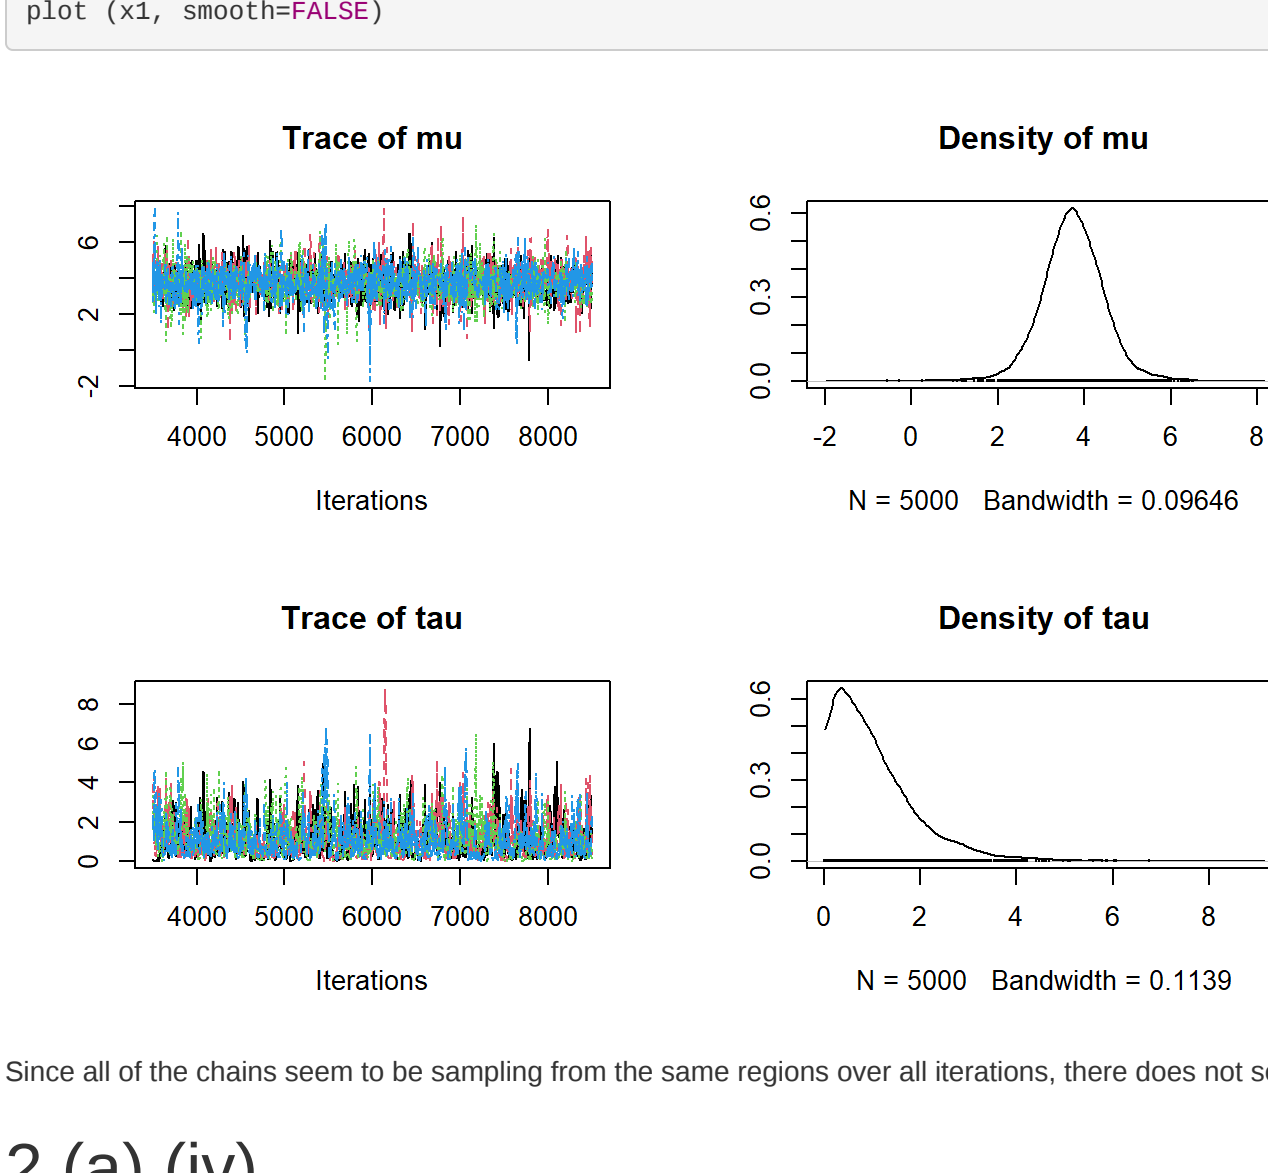 plot (x1, smooth=FALSE)
Trace of mu
6
2
-2
4000 5000 6000 7000 8000
Iterations
Density of mu
0.6
0.3
0.0
-2 0 2 4 6 8
N = 5000 Bandwidth = 0.09646
Trace of tau
8
6
4
2
0
4000 5000 6000 7000 8000
Iterations
Density of tau
0.6
0.3
0.0
0 2 4 6 8
N = 5000 Bandwidth = 0.1139
Since all of the chains seem to be sampling from the same regions over all iterations, there does not
2 (a) (iv)